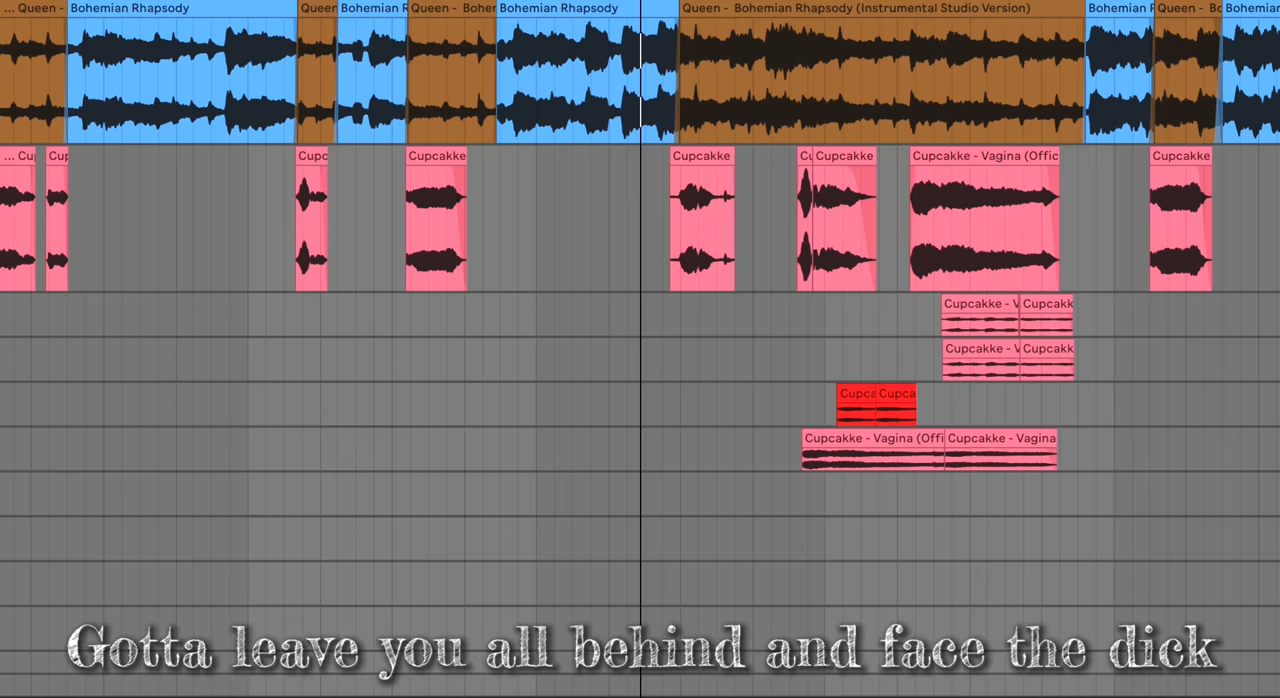 ... Queen - Bohemian Rhapsody Queen Bohemian R Queen - Boher Bohemian Rhapsody Queen - Bohemian Rhapsody (Instrumental Studio Version) Bohemian F Queen - Bo Bohemian
... Cup Cup Cupc Cupcakke Cupcakke - Cu Cupcakke Cupcakke - Vagina (Offic Cupcakke
Cupcakke - V Cupcakk
Cupcakke - V Cupcakk
Cupca Cupca
Cupcakke - Vagina (Offi Cupcakke - Vagina
Gotta leave you all behind and face the dick